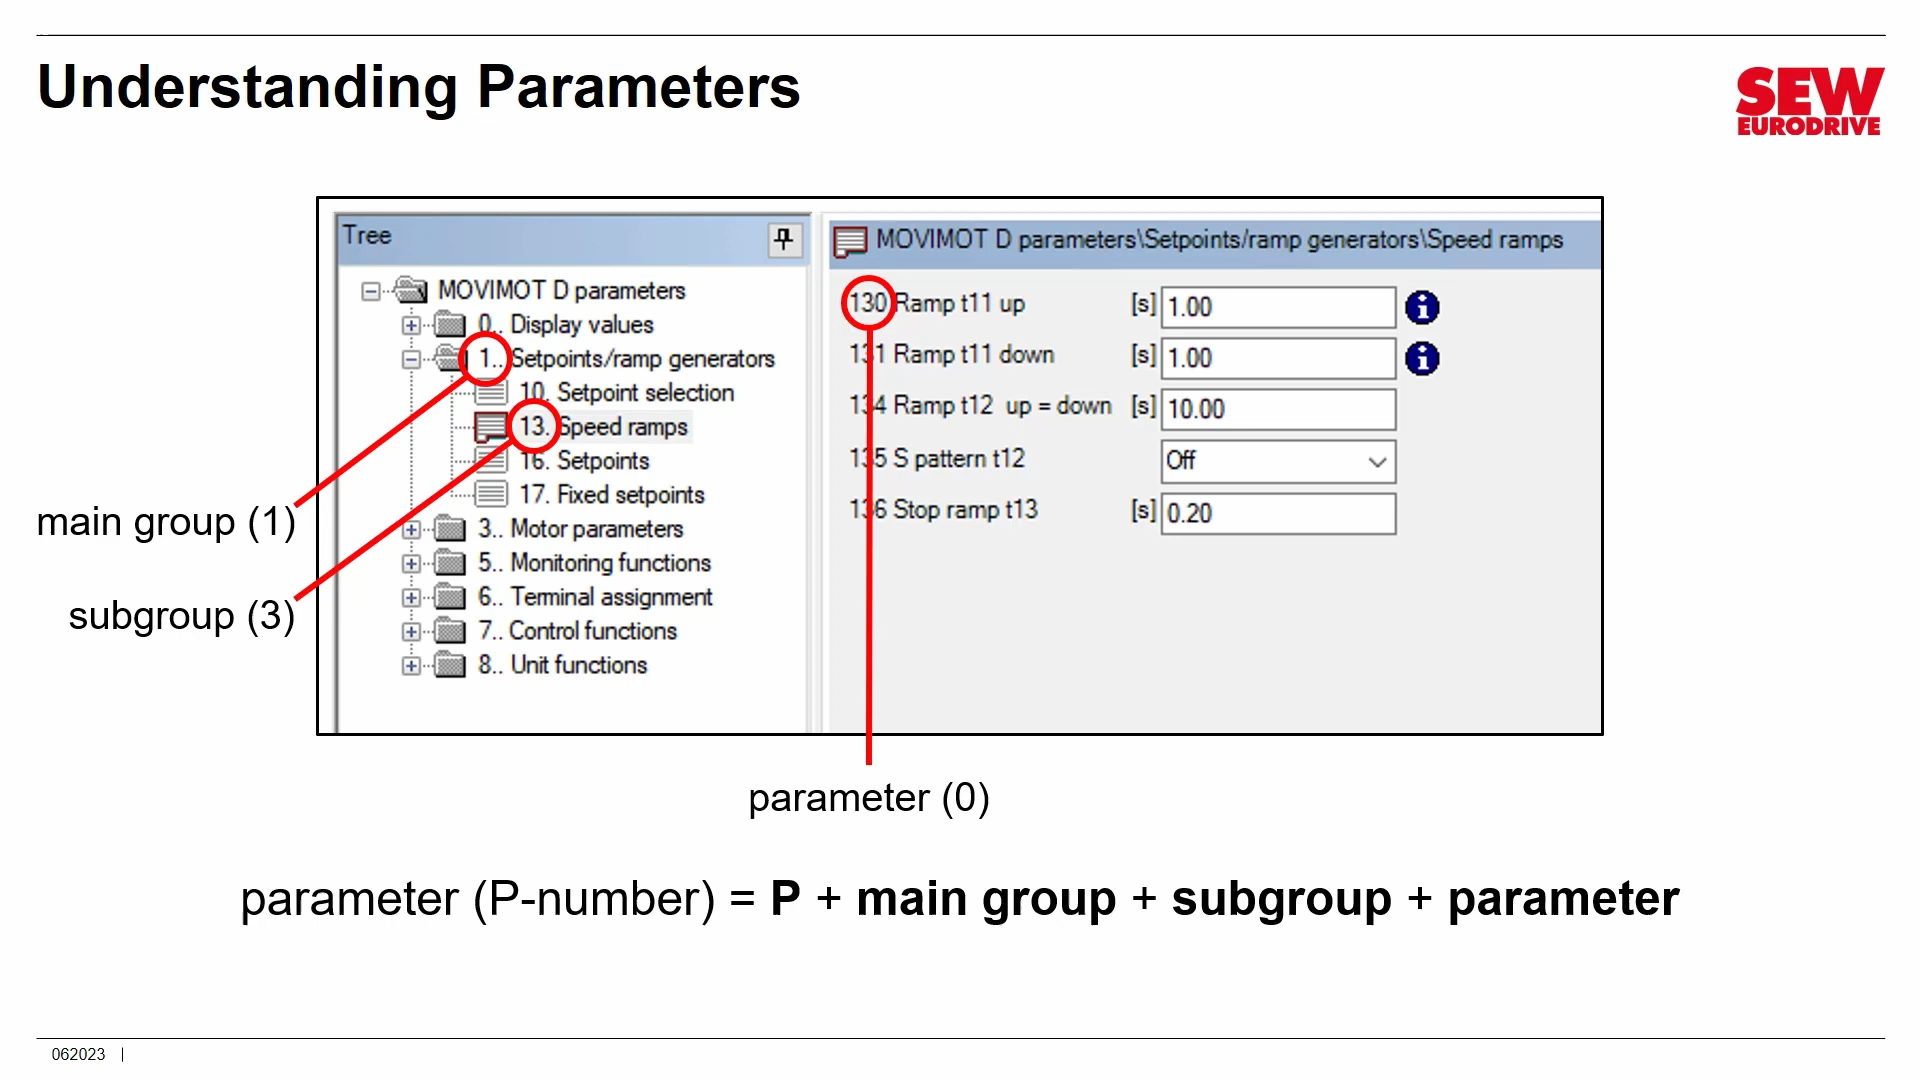 Understanding Parameters
SEW
EURODRIVE
Tree
MOVIMOT D parameters
0.. Display values
1.. Setpoints/ramp generators
10. Setpoint selection
13. Speed ramps
16. Setpoints
17. Fixed setpoints
3.. Motor parameters
5.. Monitoring functions
6.. Terminal assignment
7.. Control functions
8.. Unit functions
MOVIMOT D parameters\Setpoints/ramp generators\Speed ramps
130 Ramp t11 up [s] 1.00
131 Ramp t11 down [s] 1.00
134 Ramp t12 up = down [s] 10.00
135 S pattern t12 Off
136 Stop ramp t13 [s] 0.20
main group (1)
subgroup (3)
parameter (0)
parameter (P-number) = P + main group + subgroup + parameter
062023 |